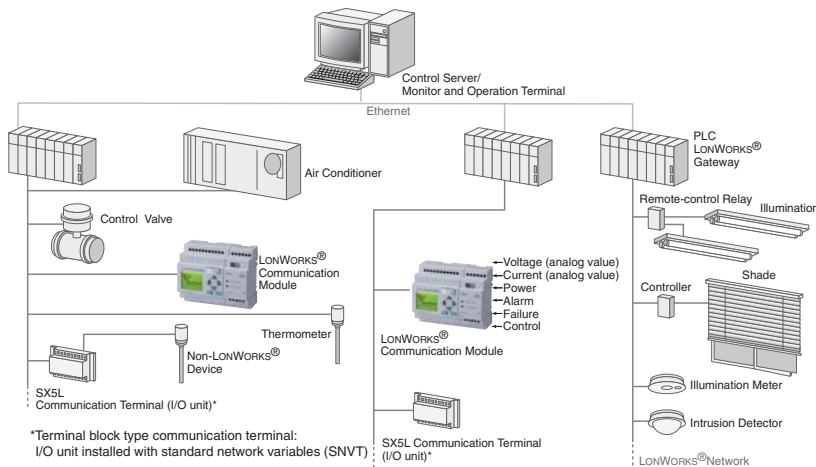 Control Server/
Monitor and Operation Terminal
Ethernet
PLC
LONWORKS®
Gateway
Air Conditioner
Remote-control Relay
Illumination
Control Valve
LONWORKS®
Communication
Module
Voltage (analog value)
Current (analog value)
Power
Alarm
Failure
Control
Controller
Shade
Thermometer
LONWORKS®
Communication Module
Non-LONWORKS®
Device
SX5L
Communication Terminal (I/O unit)*
Illumination Meter
Intrusion Detector
SX5L Communication Terminal
(I/O unit)*
*Terminal block type communication terminal:
I/O unit installed with standard network variables (SNVT)
LONWORKS®Network